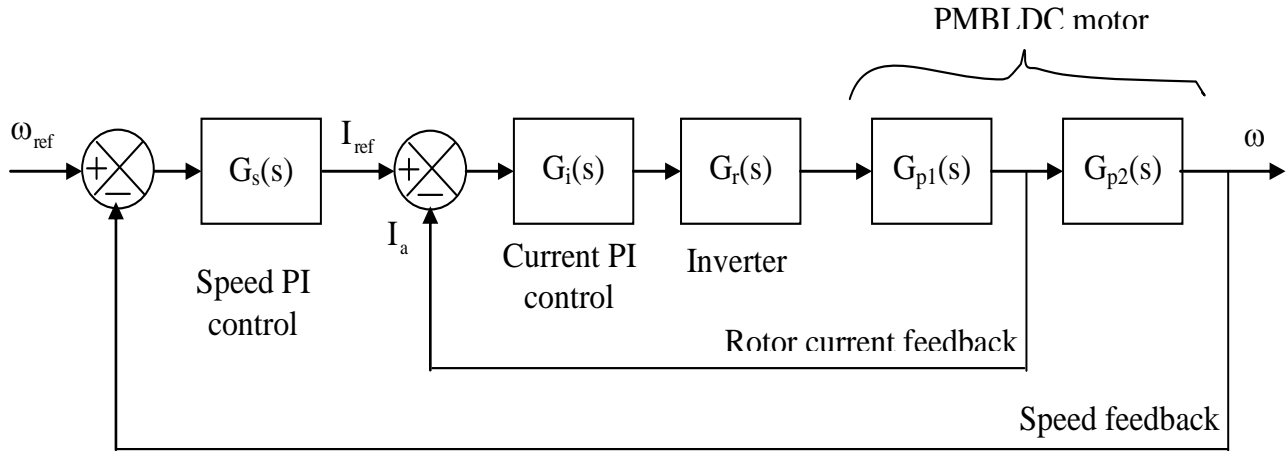 PMBLDC motor
ω_ref
+
−
G_s(s)
I_ref
+
−
I_a
G_i(s)
G_r(s)
G_p1(s)
G_p2(s)
ω
Speed PI
control
Current PI
control
Inverter
Rotor current feedback
Speed feedback